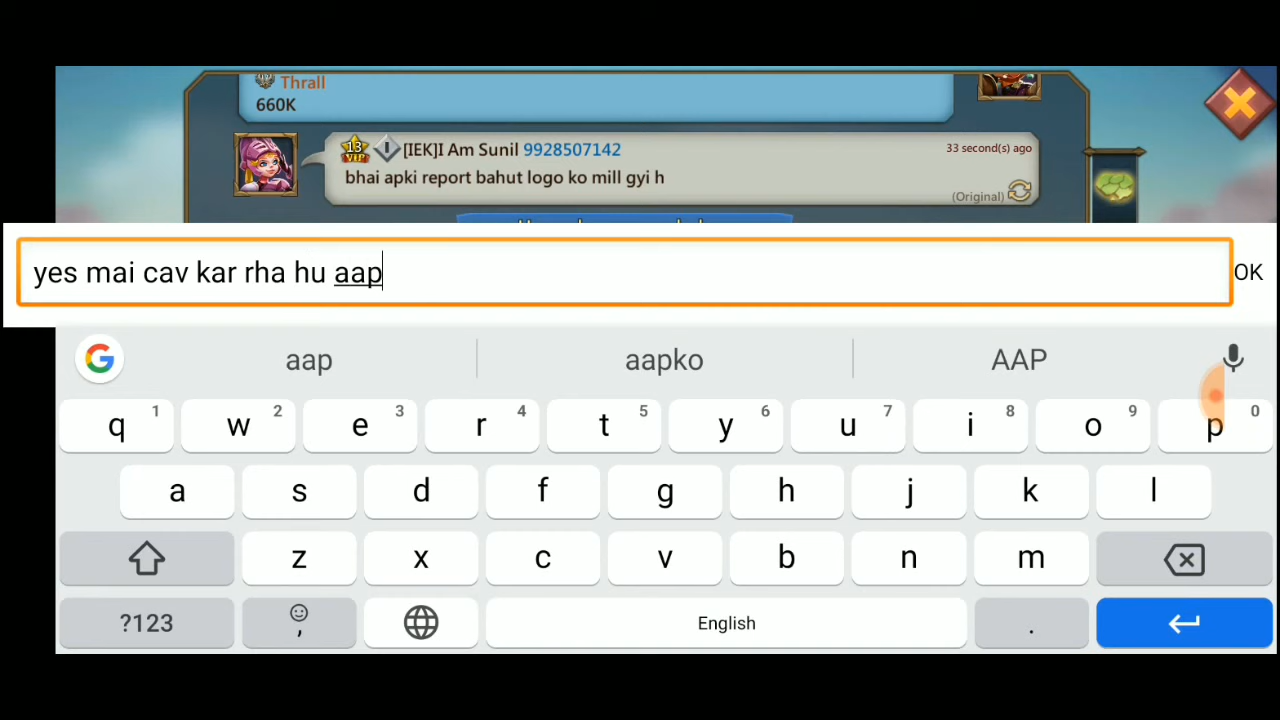 Thrall
660K
13 VIP [IEK]I Am Sunil 9928507142
33 second(s) ago
bhai apki report bahut logo ko mill gyi h
(Original)
yes mai cav kar rha hu aap
OK
G aap aapko AAP
q 1 w 2 e 3 r 4 t 5 y 6 u 7 i 8 o 9 p 0
a s d f g h j k l
z x c v b n m
?123 , English .